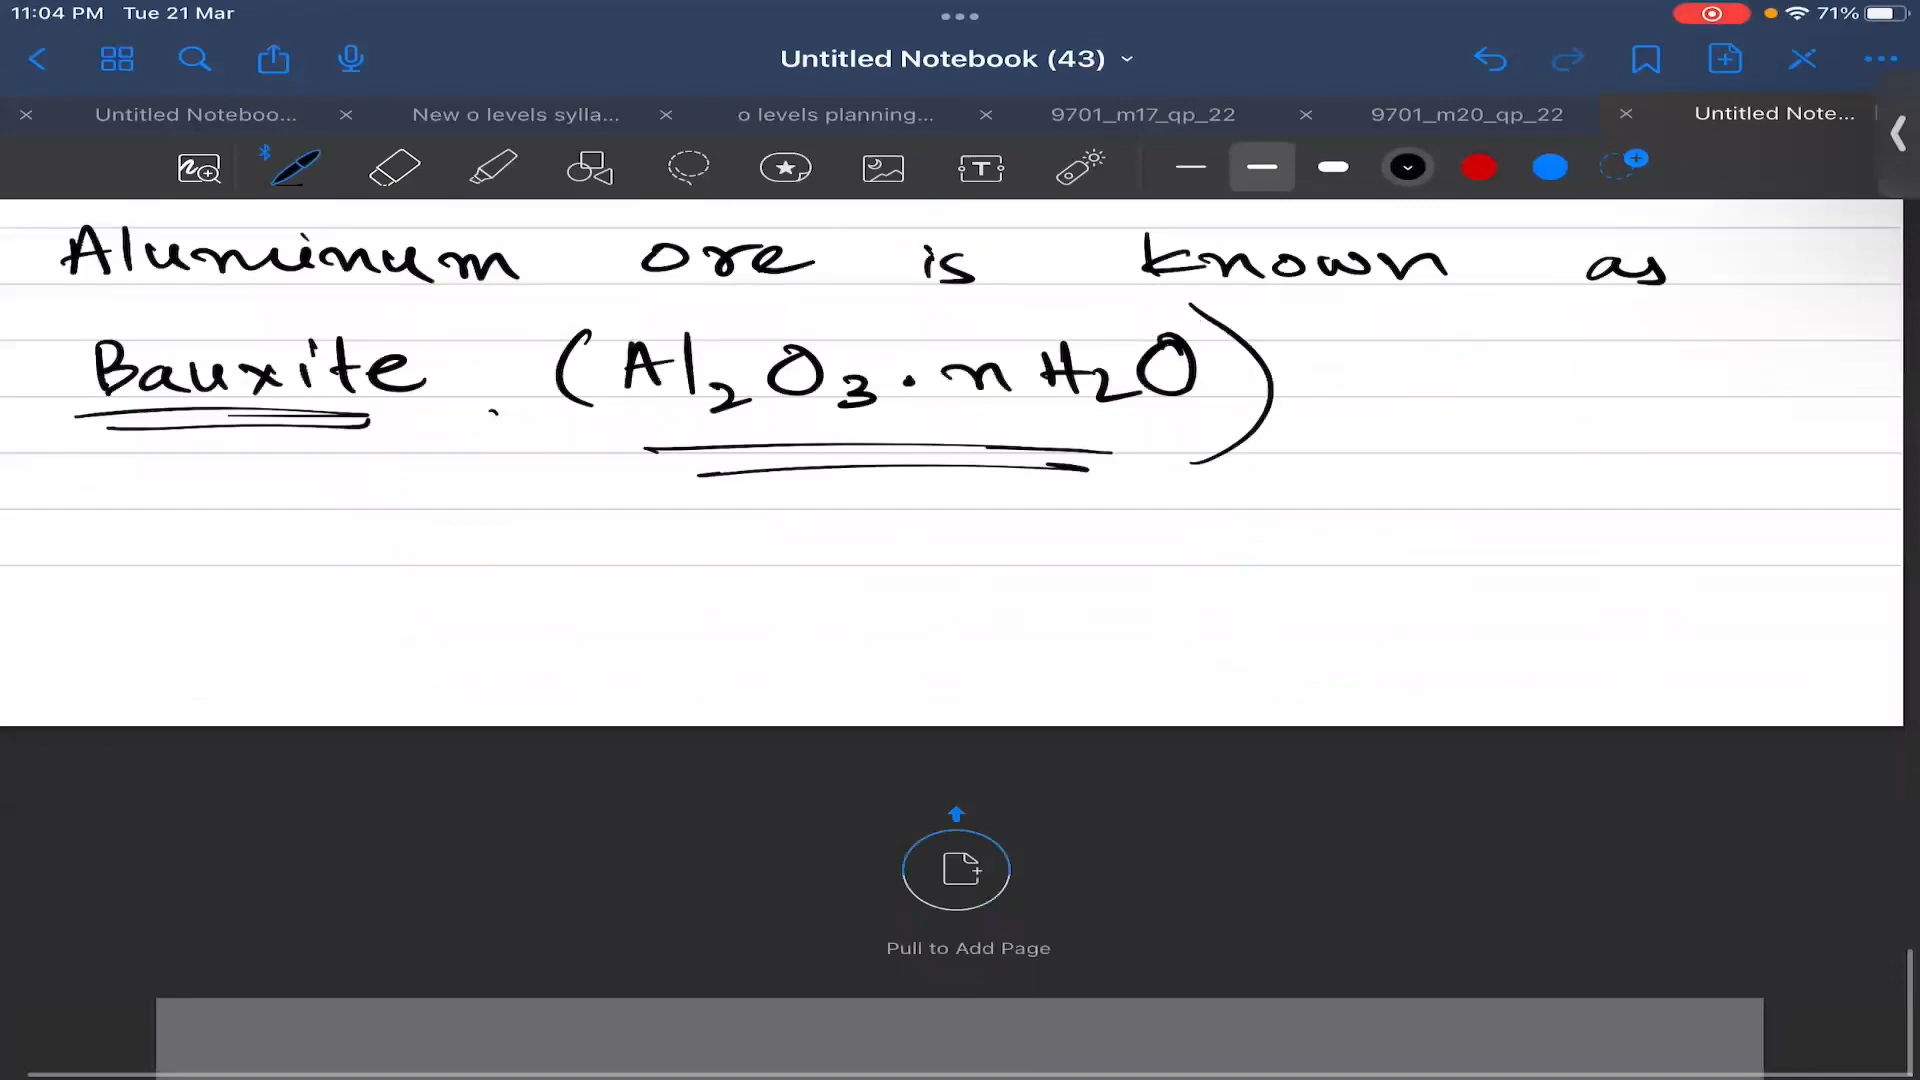 11:04 PM Tue 21 Mar
71%
Untitled Notebook (43)
Untitled Noteboo...
New o levels sylla...
o levels planning...
9701_m17_qp_22
9701_m20_qp_22
Untitled Note...
Aluminum ore is known as
Bauxite. (Al₂O₃·nH₂O)
Pull to Add Page